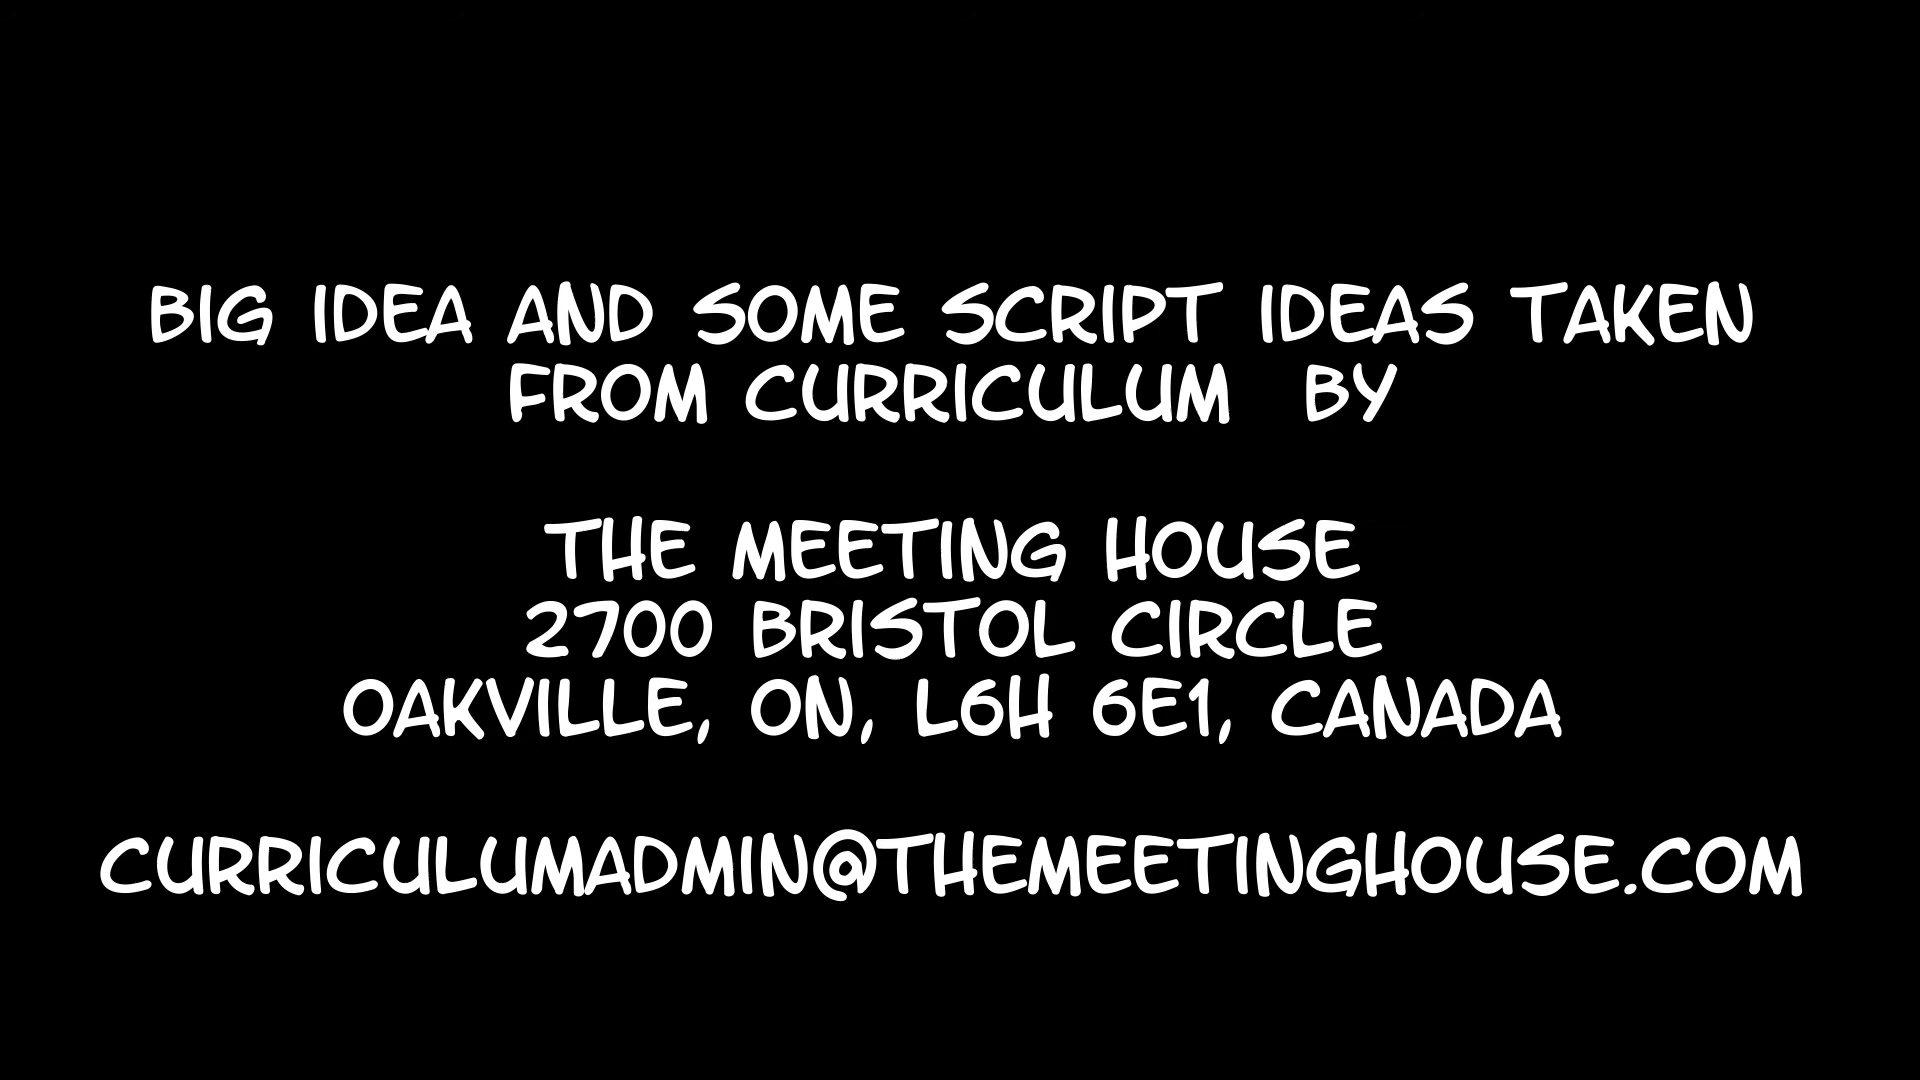 BIG IDEA AND SOME SCRIPT IDEAS TAKEN
FROM CURRICULUM  BY
THE MEETING HOUSE
2700 BRISTOL CIRCLE
OAKVILLE, ON, L6H 6E1, CANADA
CURRICULUMADMIN@THEMEETINGHOUSE.COM